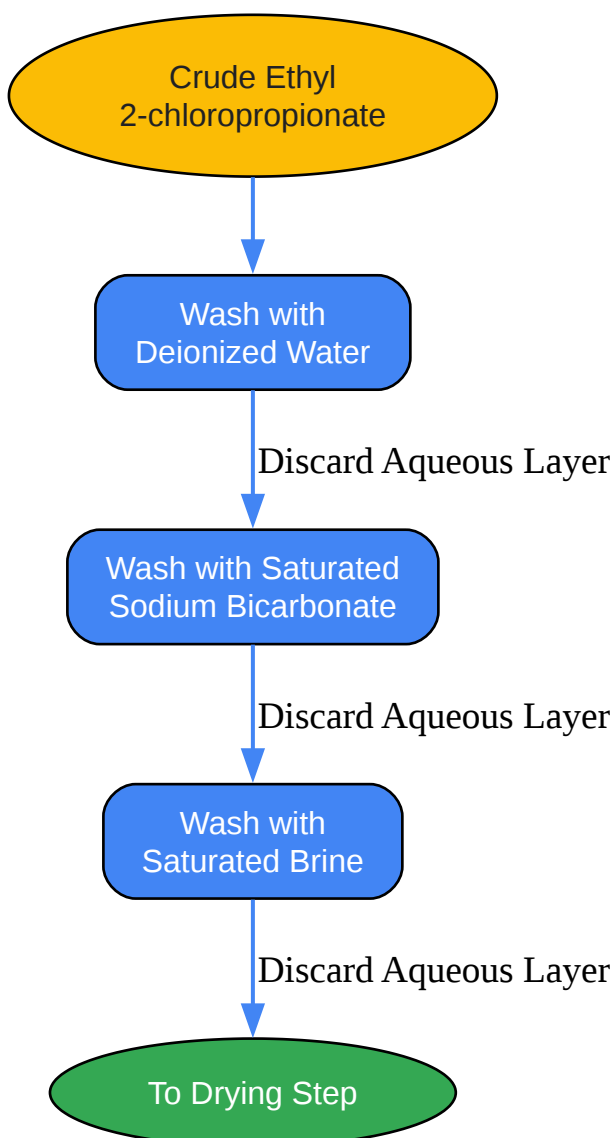 Crude Ethyl
2-chloropropionate
Wash with
Deionized Water
Discard Aqueous Layer
Wash with Saturated
Sodium Bicarbonate
Discard Aqueous Layer
Wash with
Saturated Brine
Discard Aqueous Layer
To Drying Step